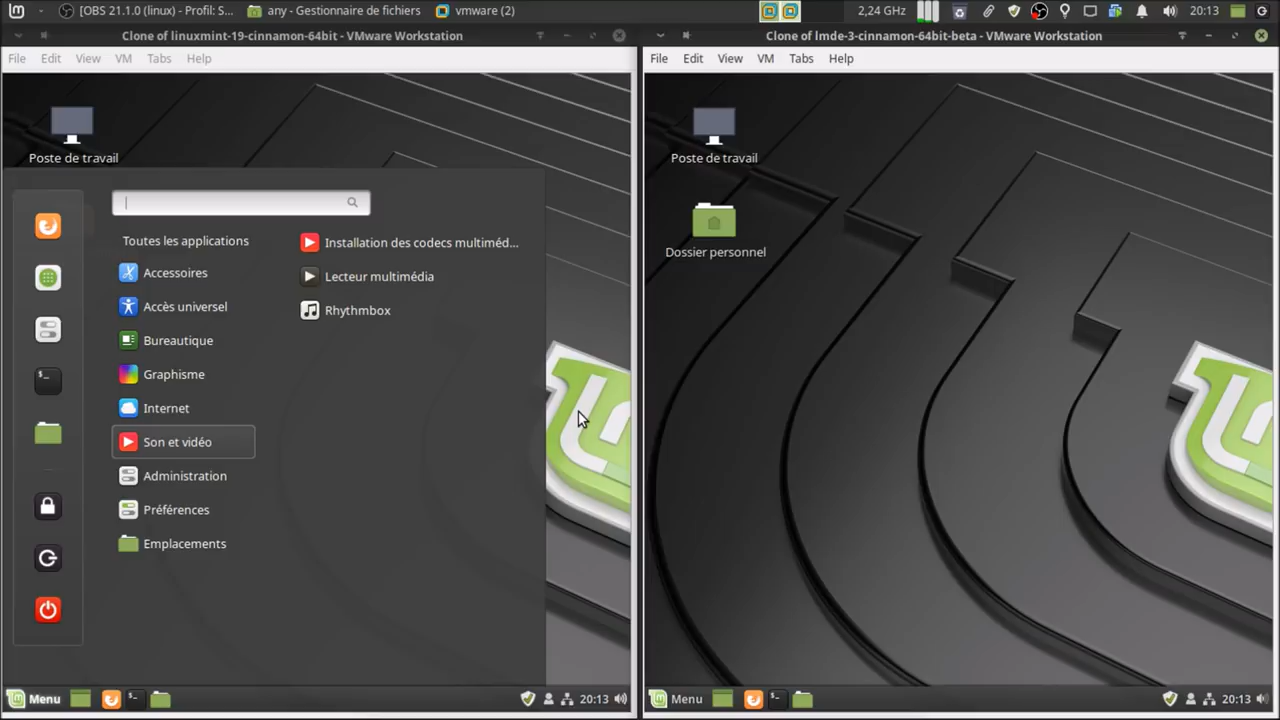 [OBS 21.1.0 (linux) - Profil: S...
any - Gestionnaire de fichiers
vmware (2)
2,24 GHz
20:13
Clone of linuxmint-19-cinnamon-64bit - VMware Workstation
File Edit View VM Tabs Help
Poste de travail
Toutes les applications
Accessoires
Accès universel
Bureautique
Graphisme
Internet
Son et vidéo
Administration
Préférences
Emplacements
Installation des codecs multiméd...
Lecteur multimédia
Rhythmbox
Menu
20:13
Clone of lmde-3-cinnamon-64bit-beta - VMware Workstation
File Edit View VM Tabs Help
Poste de travail
Dossier personnel
Menu
20:13